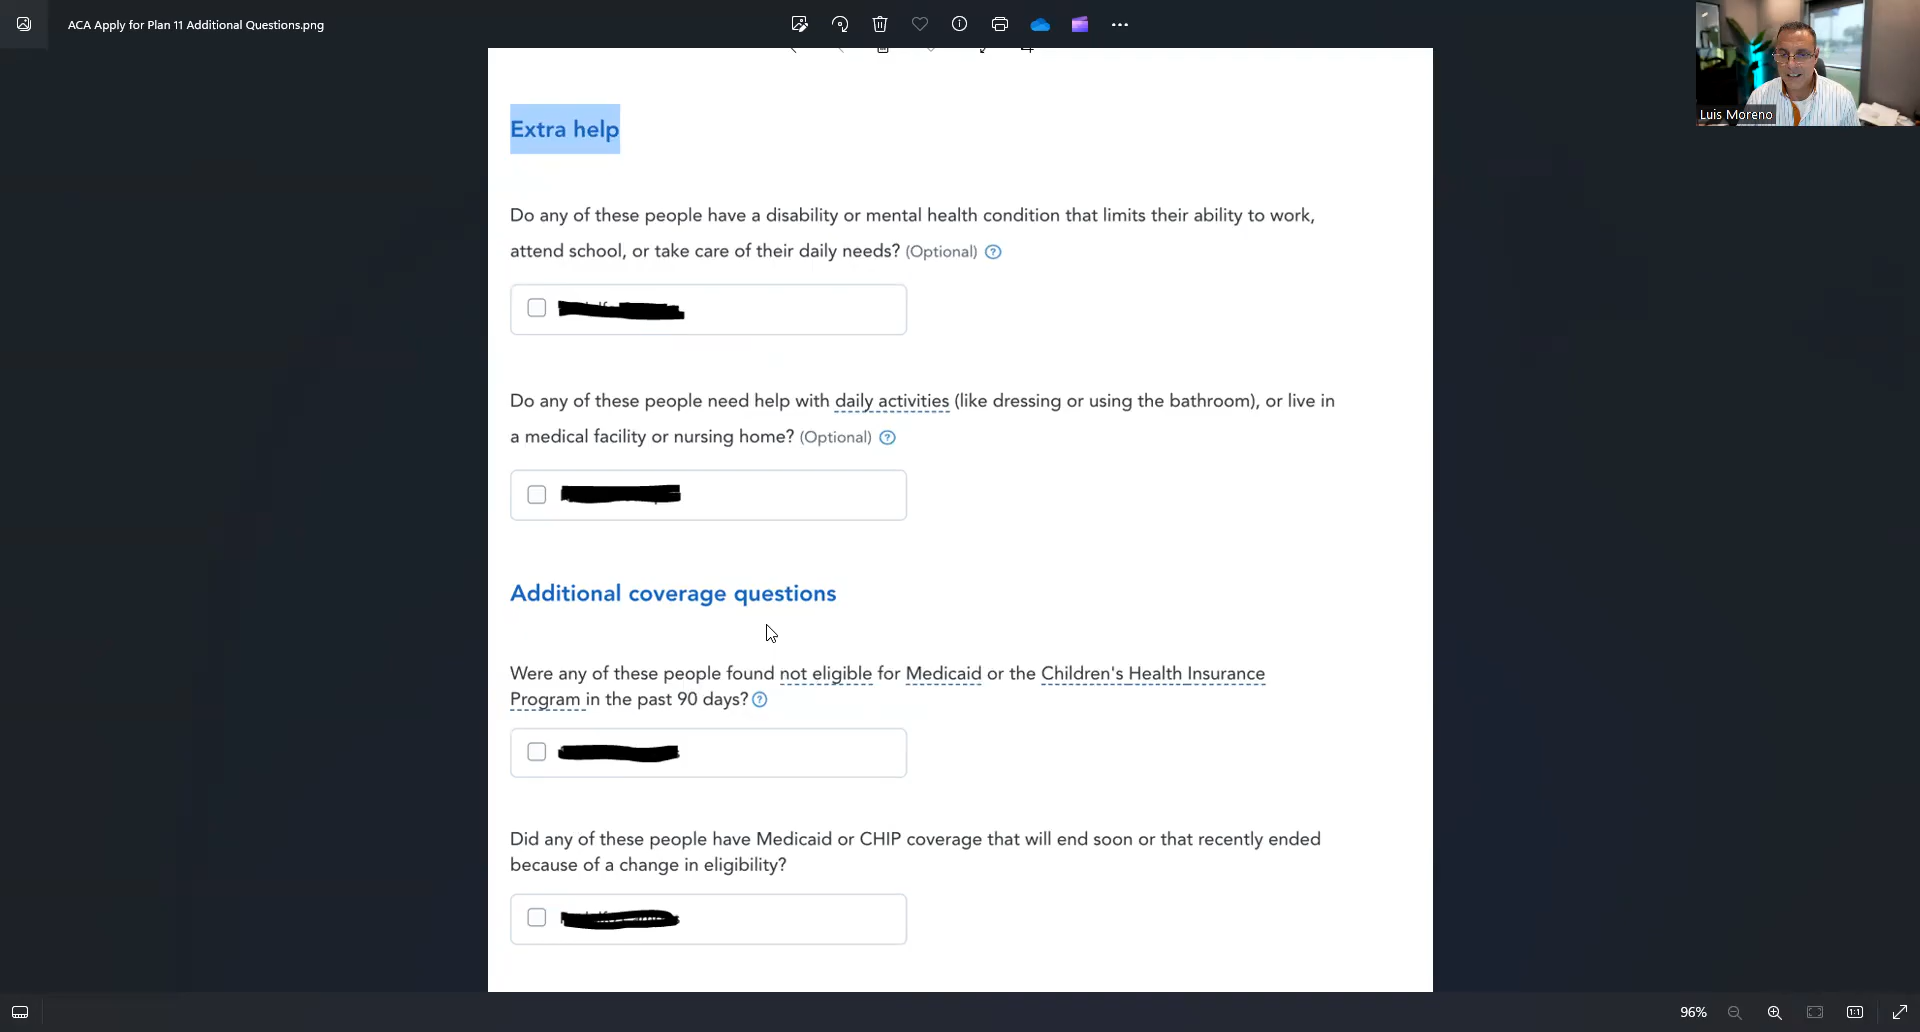 ACA Apply for Plan 11 Additional Questions.png
Luis Moreno
Extra help
Do any of these people have a disability or mental health condition that limits their ability to work,
attend school, or take care of their daily needs? (Optional)
Do any of these people need help with daily activities (like dressing or using the bathroom), or live in
a medical facility or nursing home? (Optional)
Additional coverage questions
Were any of these people found not eligible for Medicaid or the Children's Health Insurance
Program in the past 90 days?
Did any of these people have Medicaid or CHIP coverage that will end soon or that recently ended
because of a change in eligibility?
96%
1:1